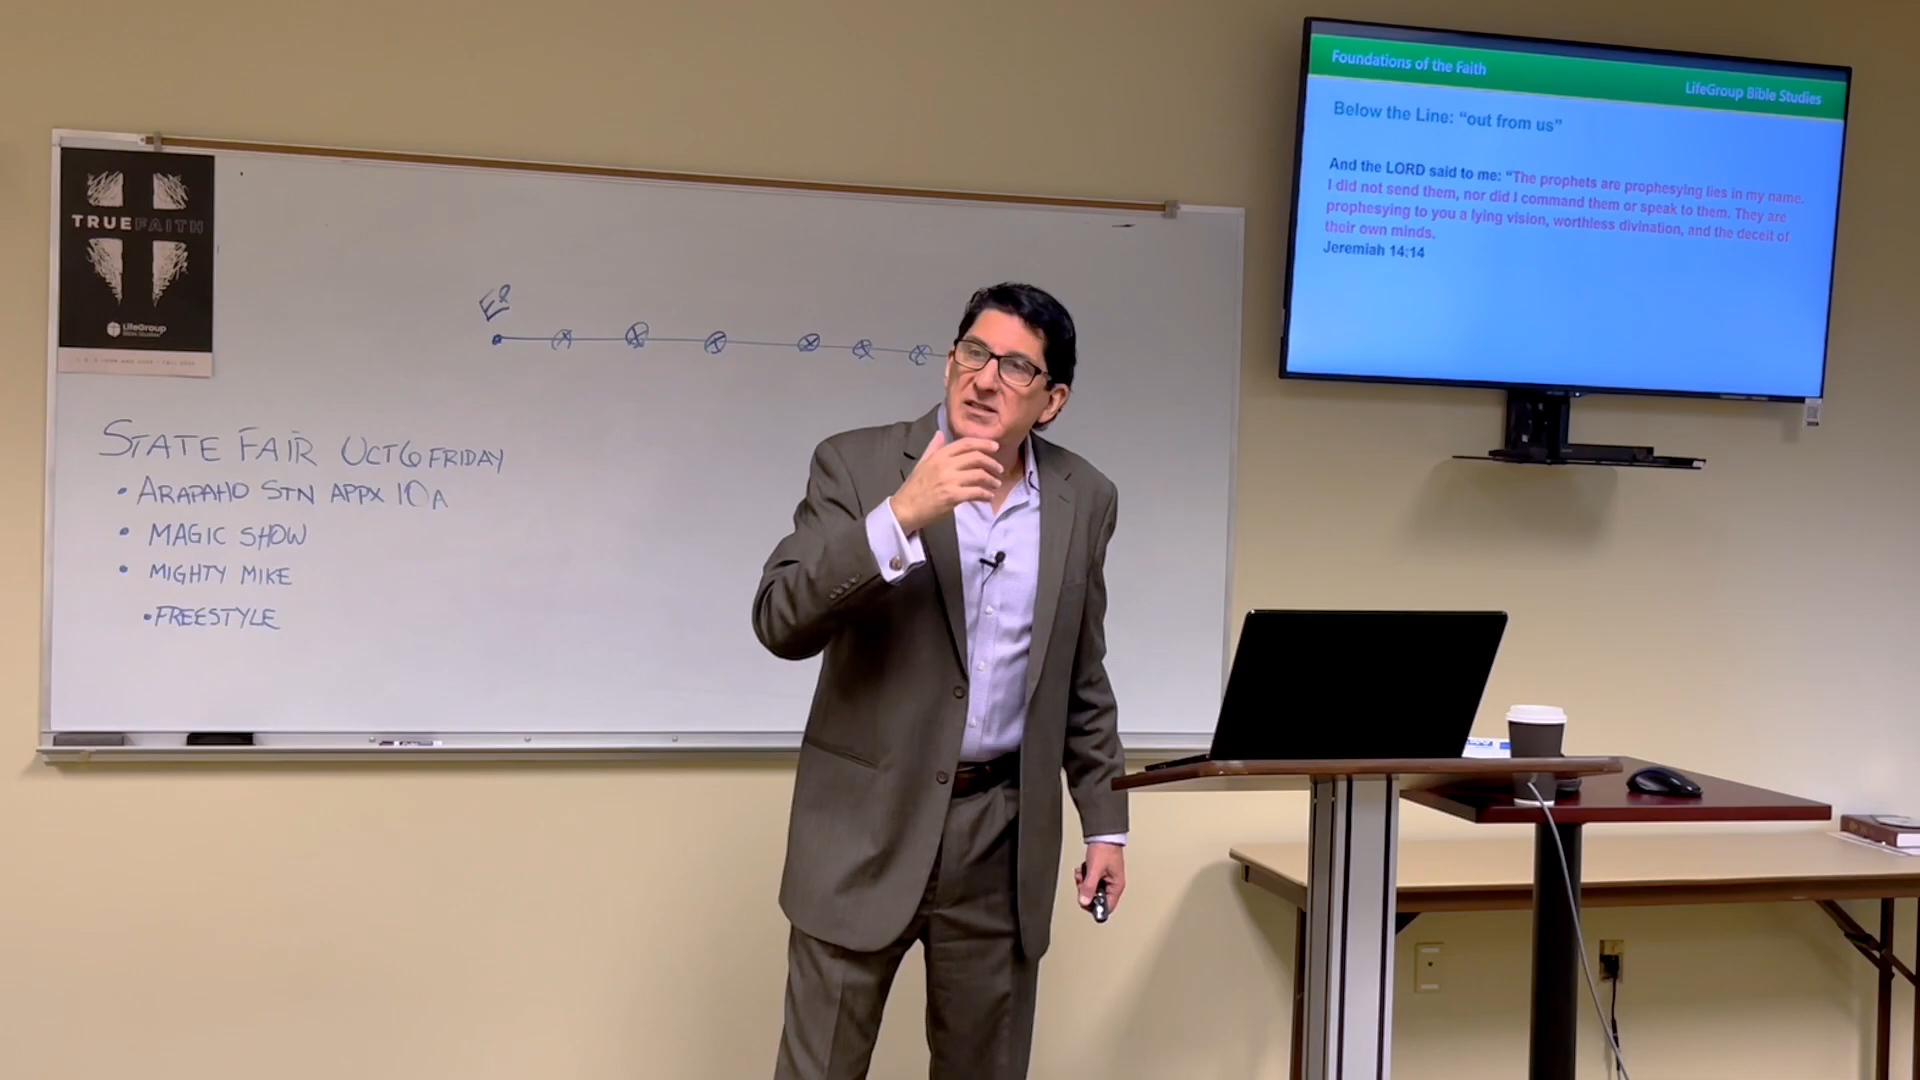 TRUEFAITH
LifeGroup
E2
STATE FAIR OCT 6 FRIDAY
• ARAPAHO STN APPX 10A
• MAGIC SHOW
• MIGHTY MIKE
• FREESTYLE
Foundations of the Faith
LifeGroup Bible Studies
Below the Line: “out from us”
And the LORD said to me: “The prophets are prophesying lies in my name.
I did not send them, nor did I command them or speak to them. They are
prophesying to you a lying vision, worthless divination, and the deceit of
their own minds.
Jeremiah 14:14